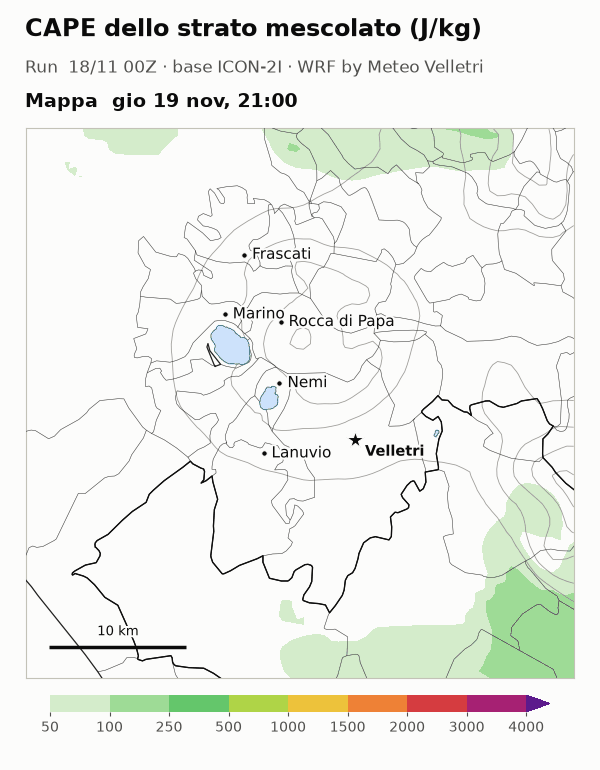 CAPE dello strato mescolato (J/kg)
Run 18/11 00Z · base ICON-2I · WRF by Meteo Velletri
Mappa gio 19 nov, 21:00
Frascati
Marino
Rocca di Papa
Nemi
Velletri
Lanuvio
10 km
50 100 250 500 1000 1500 2000 3000 4000